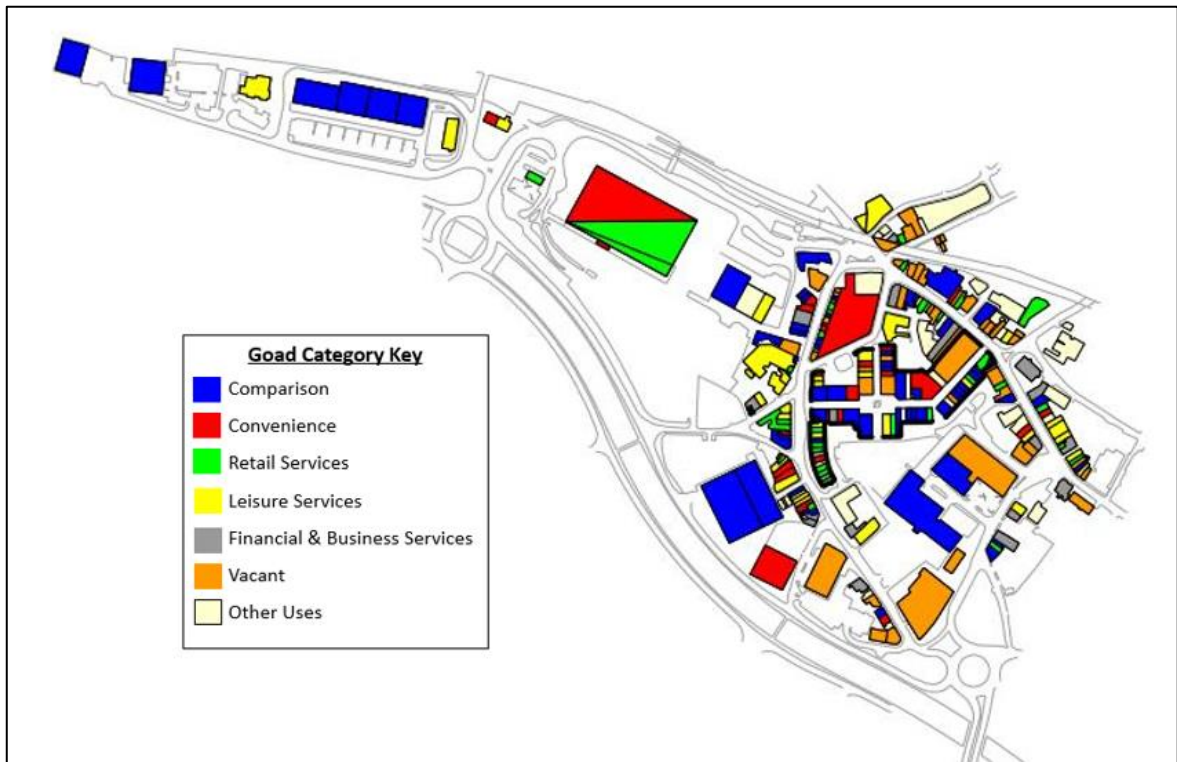 Goad Category Key
Comparison
Convenience
Retail Services
Leisure Services
Financial & Business Services
Vacant
Other Uses